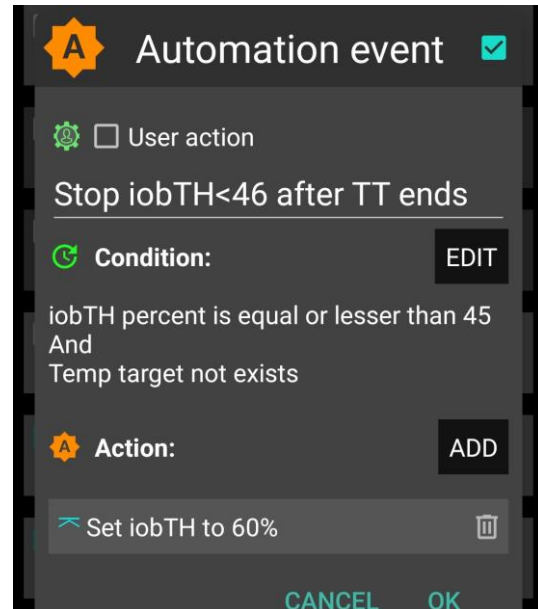 A Automation event
User action
Stop iobTH<46 after TT ends
Condition: EDIT
iobTH percent is equal or lesser than 45
And
Temp target not exists
A Action: ADD
Set iobTH to 60%
CANCEL OK